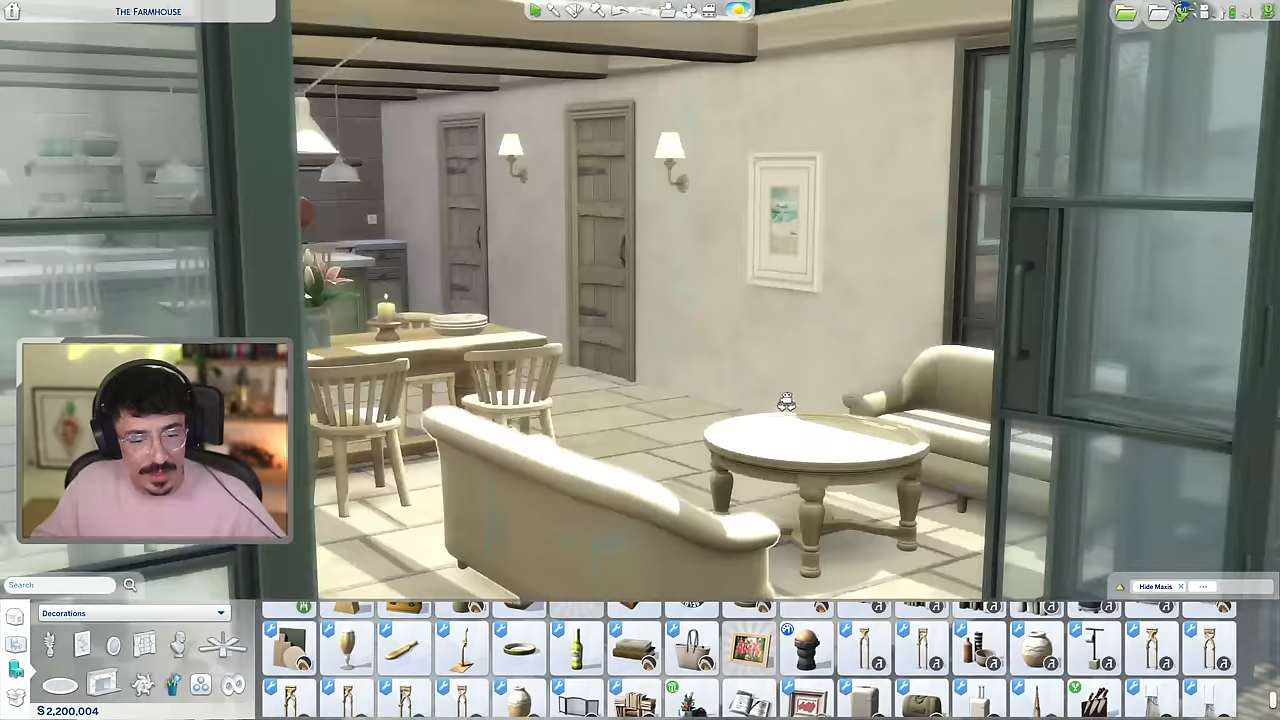 THE FARMHOUSE
Hide Maxis
Search
Decorations
§2,200,004